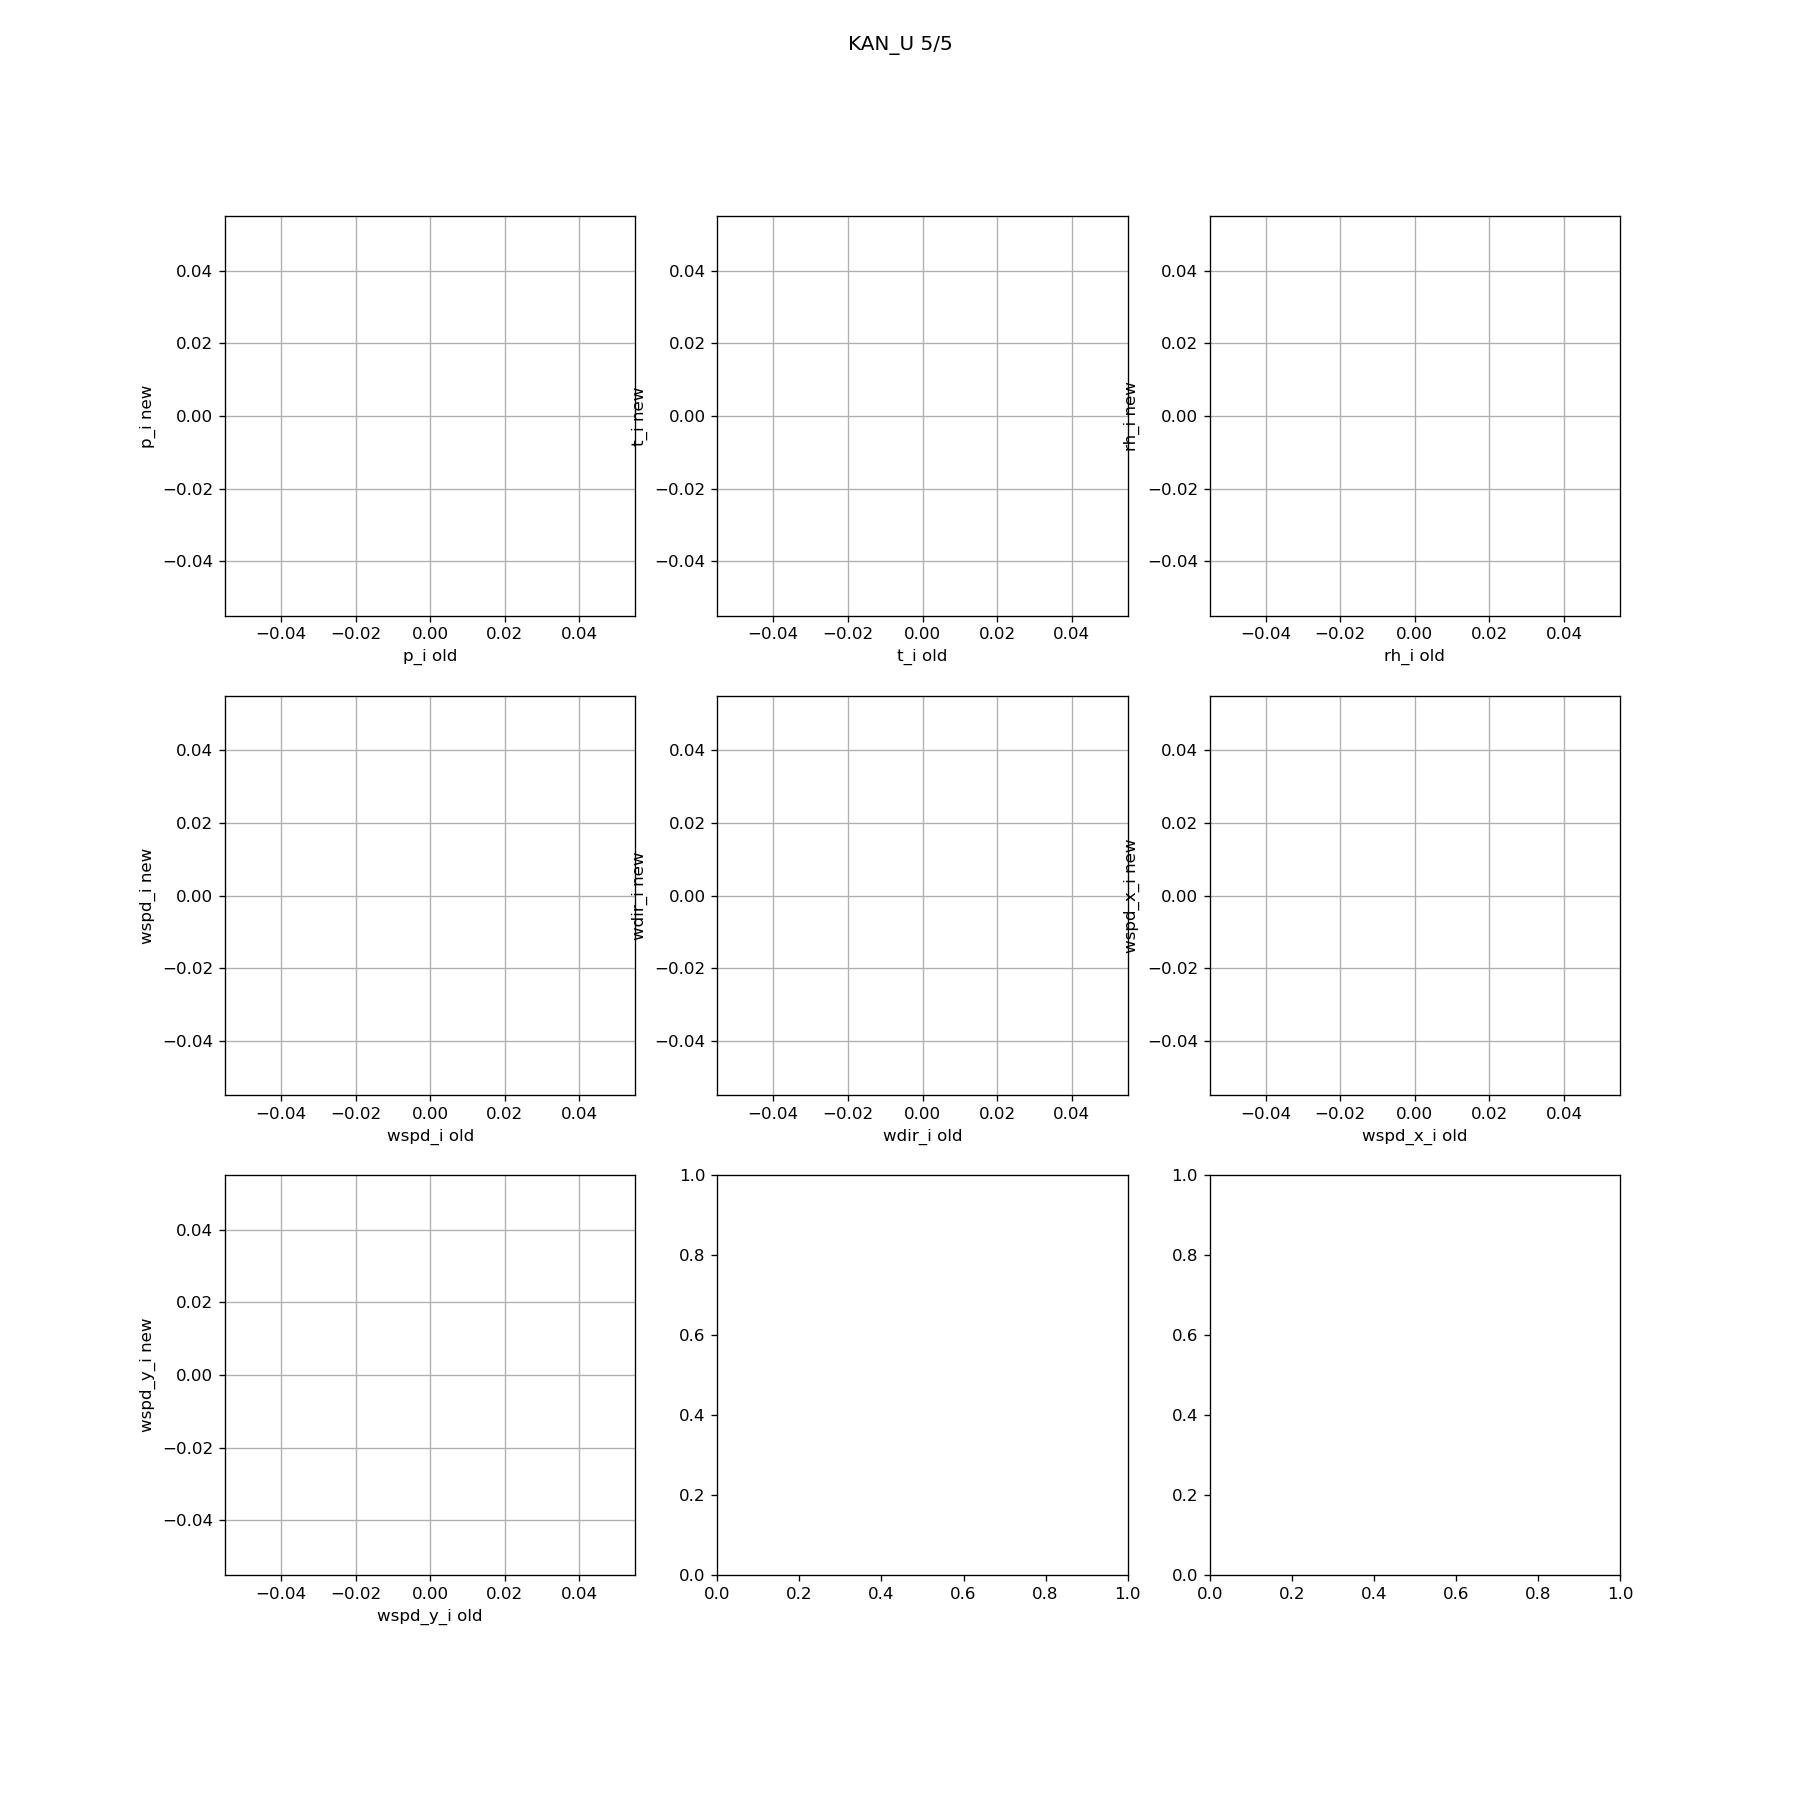 KAN_U 5/5
0.04
0.02
0.00
−0.02
−0.04
p_i new
−0.04 −0.02 0.00 0.02 0.04
p_i old
0.04
0.02
0.00
−0.02
−0.04
t_i new
−0.04 −0.02 0.00 0.02 0.04
t_i old
0.04
0.02
0.00
−0.02
−0.04
rh_i new
−0.04 −0.02 0.00 0.02 0.04
rh_i old
0.04
0.02
0.00
−0.02
−0.04
wspd_i new
−0.04 −0.02 0.00 0.02 0.04
wspd_i old
0.04
0.02
0.00
−0.02
−0.04
wdir_i new
−0.04 −0.02 0.00 0.02 0.04
wdir_i old
0.04
0.02
0.00
−0.02
−0.04
wspd_x_i new
−0.04 −0.02 0.00 0.02 0.04
wspd_x_i old
0.04
0.02
0.00
−0.02
−0.04
wspd_y_i new
−0.04 −0.02 0.00 0.02 0.04
wspd_y_i old
1.0
0.8
0.6
0.4
0.2
0.0
0.0 0.2 0.4 0.6 0.8 1.0
1.0
0.8
0.6
0.4
0.2
0.0
0.0 0.2 0.4 0.6 0.8 1.0